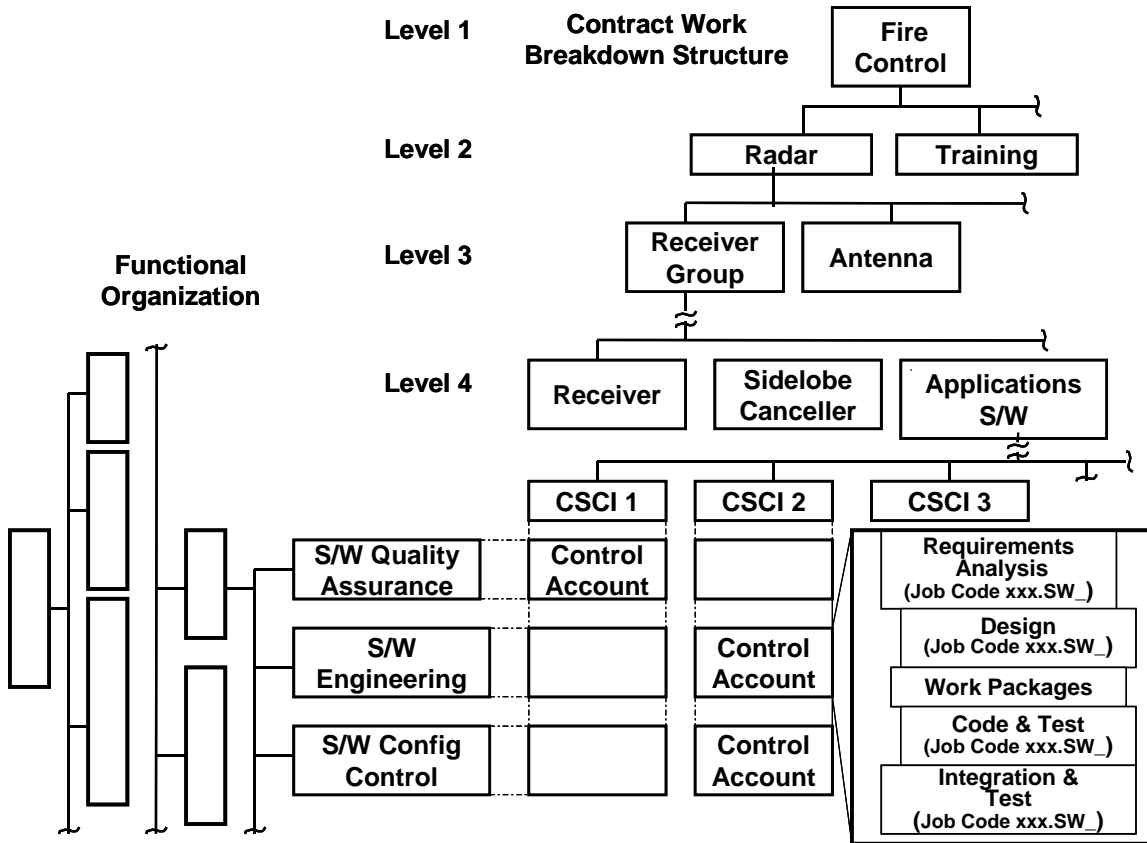 Level 1
Contract Work
Breakdown Structure
Fire
Control
Level 2
Radar
Training
Level 3
Receiver
Group
Antenna
Functional
Organization
Level 4
Receiver
Sidelobe
Canceller
Applications
S/W
CSCI 1
CSCI 2
CSCI 3
S/W Quality
Assurance
Control
Account
Requirements
Analysis
(Job Code xxx.SW_)
S/W
Engineering
Control
Account
Design
(Job Code xxx.SW_)
Work Packages
S/W Config
Control
Control
Account
Code & Test
(Job Code xxx.SW_)
Integration &
Test
(Job Code xxx.SW_)